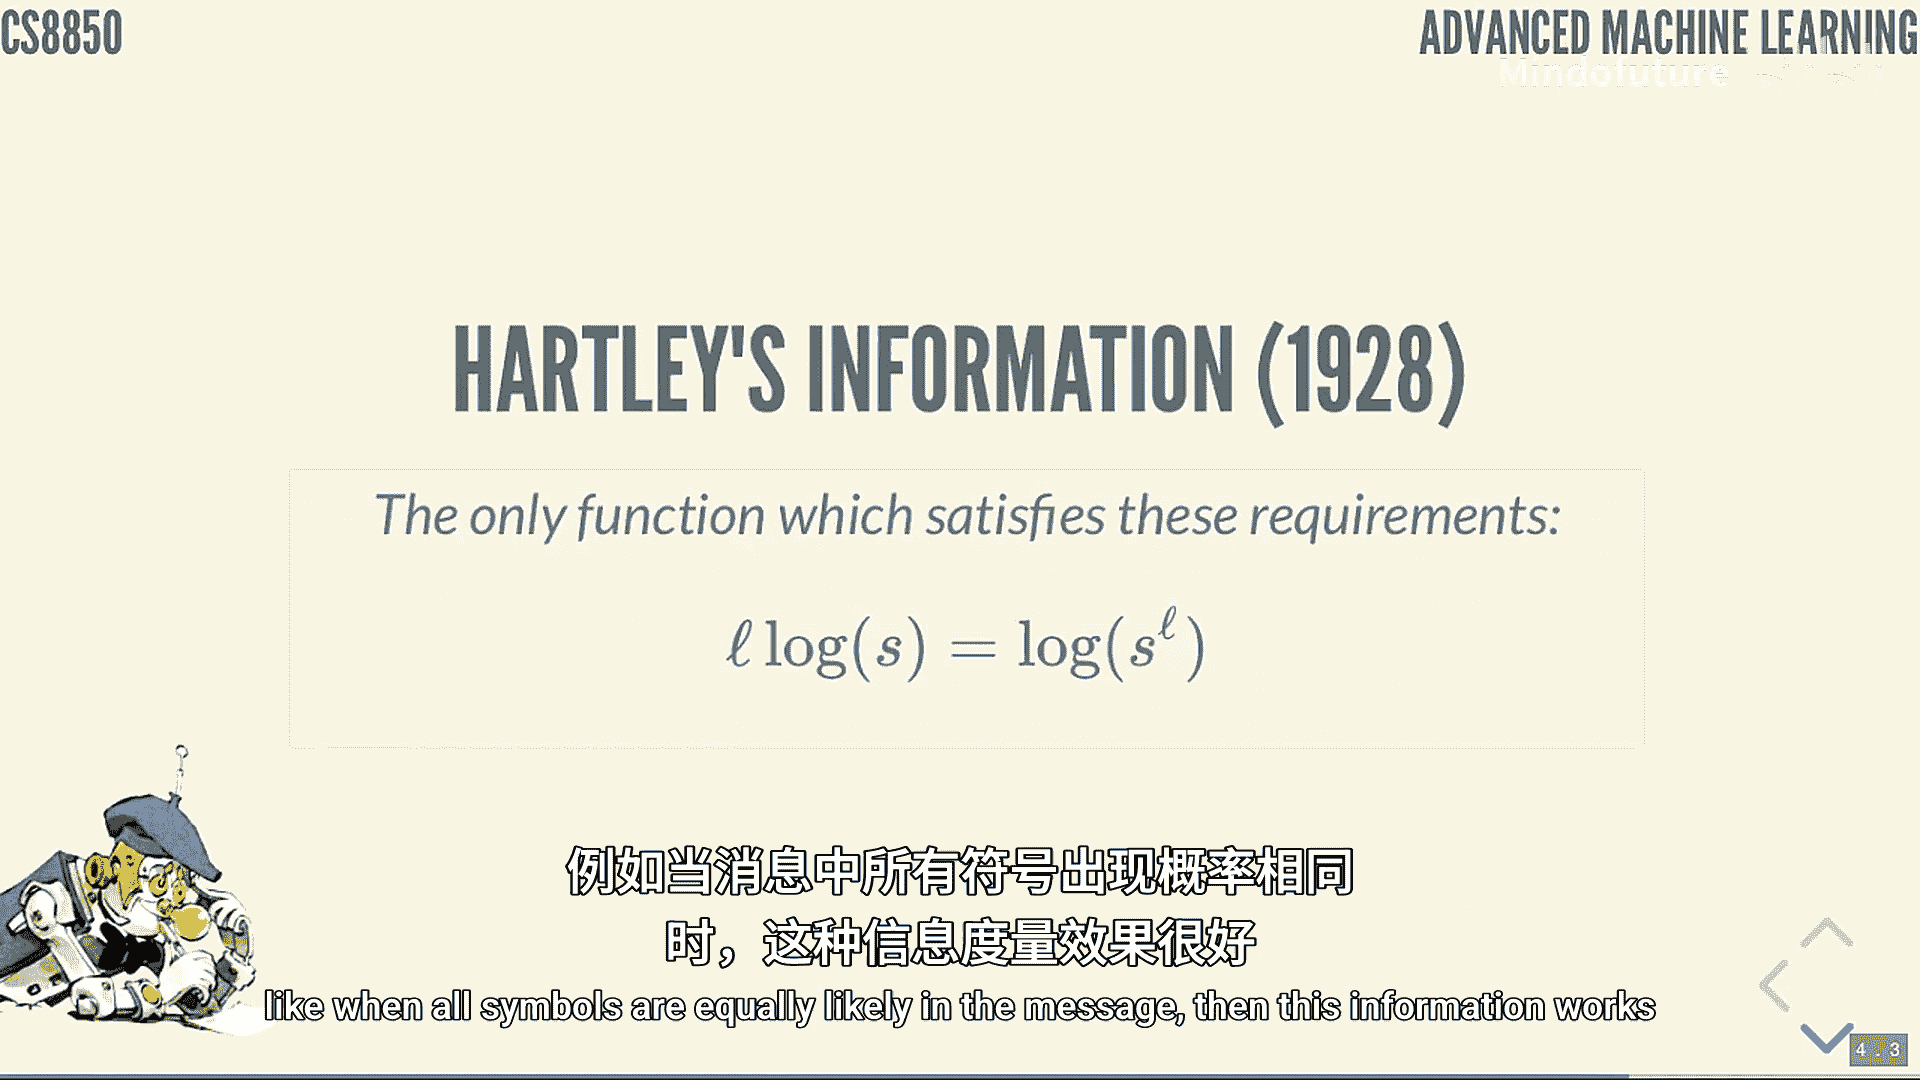 CS8850
ADVANCED MACHINE LEARNING
Mindofuture
HARTLEY'S INFORMATION (1928)
The only function which satisfies these requirements:
ℓ log(s) = log(s^ℓ)
例如当消息中所有符号出现概率相同
时，这种信息度量效果很好
like when all symbols are equally likely in the message, then this information works
4.3